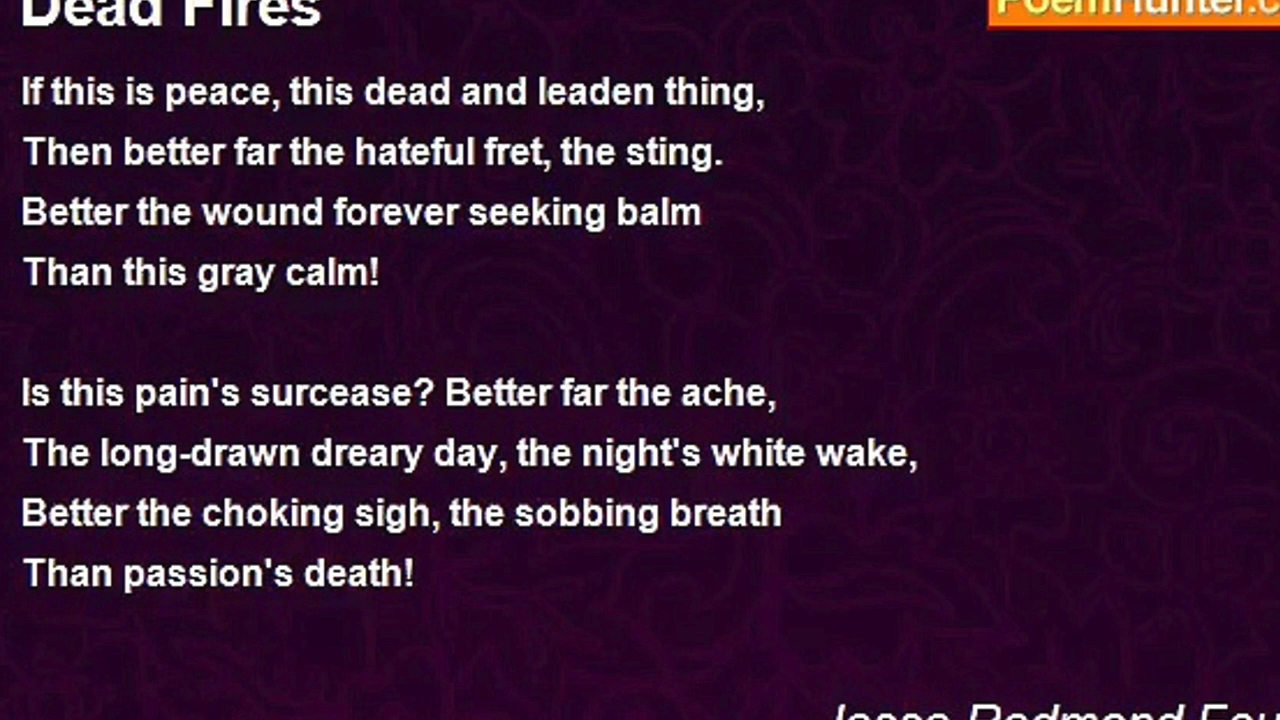 Dead Fires
PoemHunter.c
If this is peace, this dead and leaden thing,
Then better far the hateful fret, the sting.
Better the wound forever seeking balm
Than this gray calm!
Is this pain's surcease? Better far the ache,
The long-drawn dreary day, the night's white wake,
Better the choking sigh, the sobbing breath
Than passion's death!
Redmond